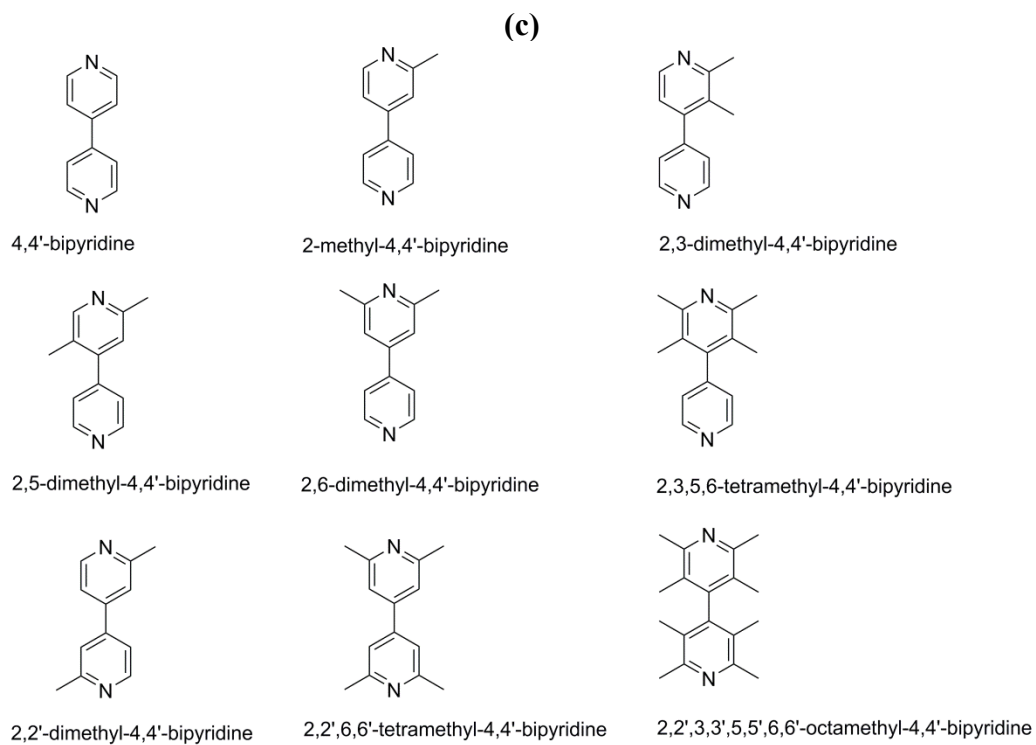 (c)
N N N
N N N
4,4'-bipyridine 2-methyl-4,4'-bipyridine 2,3-dimethyl-4,4'-bipyridine
N N N
N N N
2,5-dimethyl-4,4'-bipyridine 2,6-dimethyl-4,4'-bipyridine 2,3,5,6-tetramethyl-4,4'-bipyridine
N N N
N N N
2,2'-dimethyl-4,4'-bipyridine 2,2',6,6'-tetramethyl-4,4'-bipyridine 2,2',3,3',5,5',6,6'-octamethyl-4,4'-bipyridine